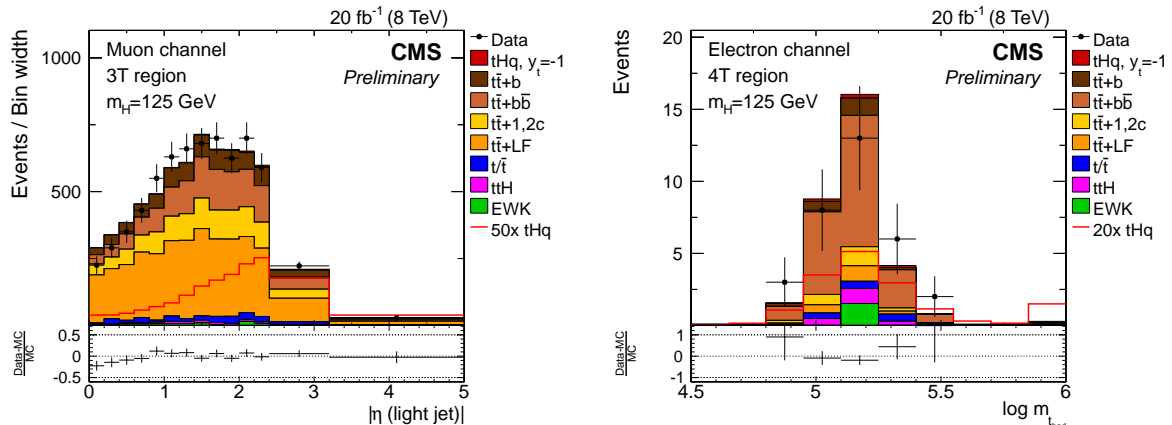 20 fb⁻¹ (8 TeV)
Events / Bin width
1000
500
Muon channel
3T region
m_H=125 GeV
CMS
Preliminary
Data
tHq, y_t=-1
tt̄+b
tt̄+bb̄
tt̄+1,2c
tt̄+LF
t/t̄
ttH
EWK
50x tHq
Data-MC
MC
0.5
0
-0.5
0 1 2 3 4 5
|η (light jet)|
20 fb⁻¹ (8 TeV)
Events
20
15
10
5
Electron channel
4T region
m_H=125 GeV
CMS
Preliminary
Data
tHq, y_t=-1
tt̄+b
tt̄+bb̄
tt̄+1,2c
tt̄+LF
t/t̄
ttH
EWK
20x tHq
Data-MC
MC
1
0
-1
4.5 5 5.5 6
log m_t